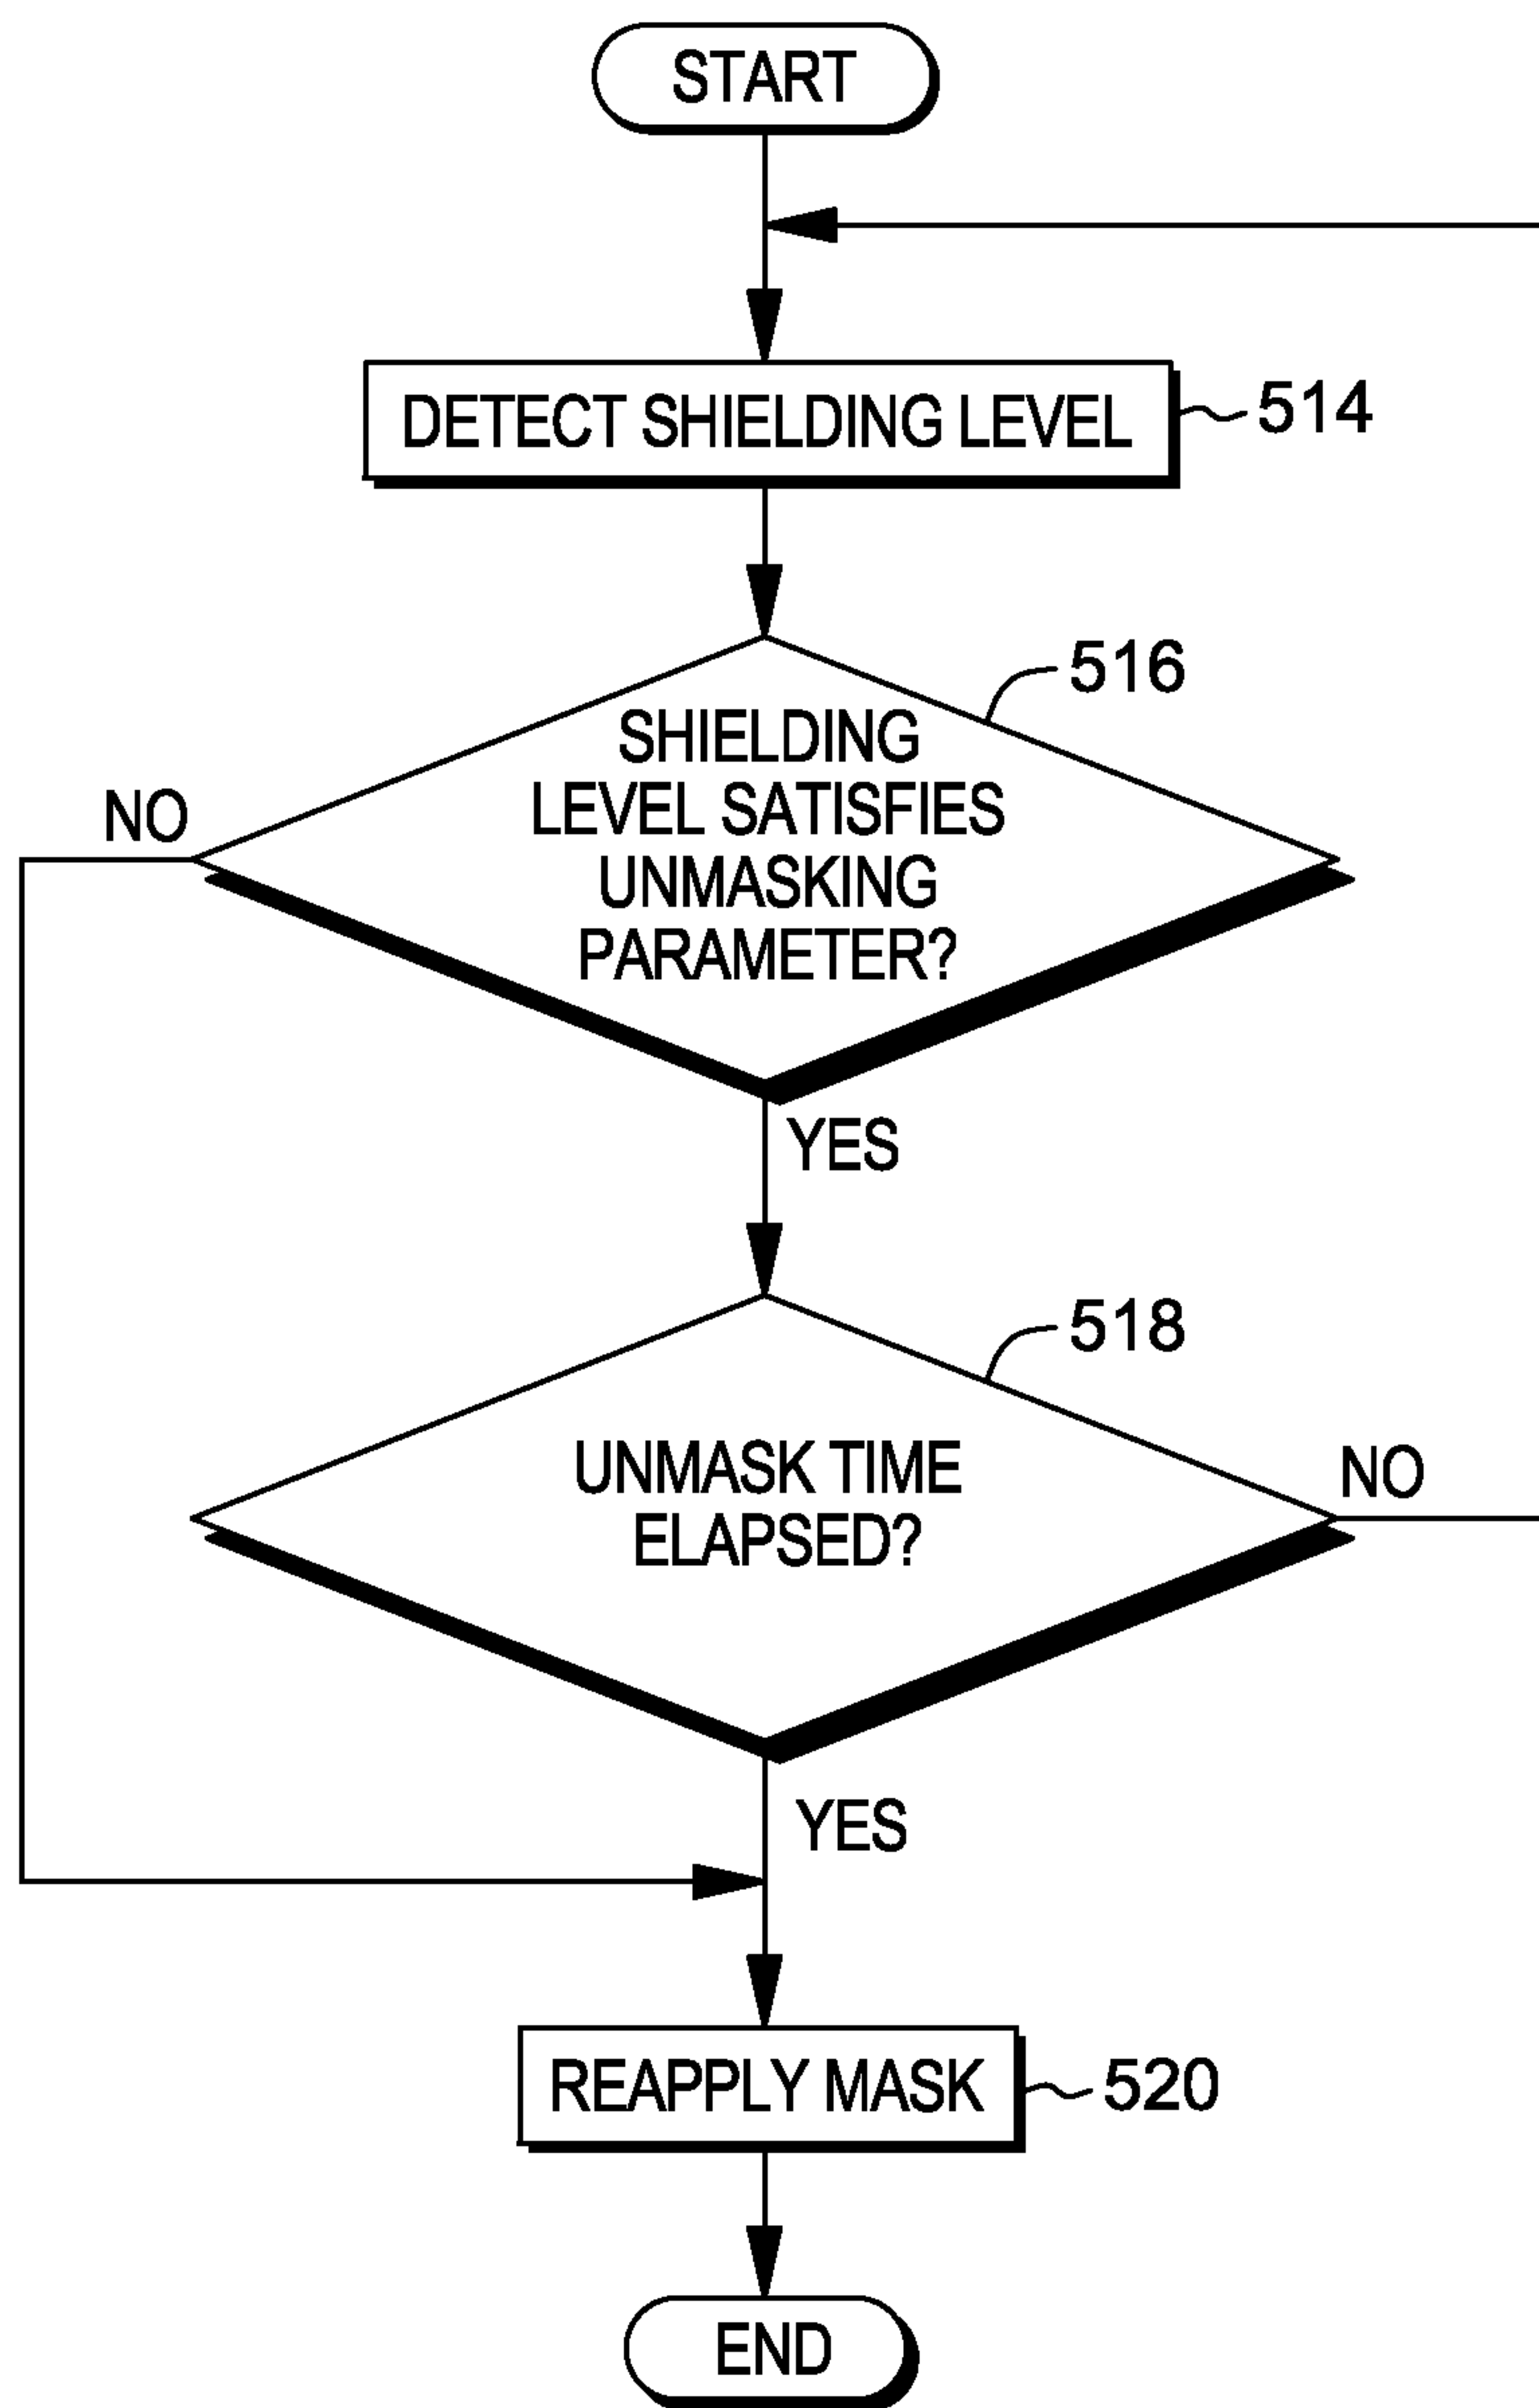 START
DETECT SHIELDING LEVEL
514
516
SHIELDING
LEVEL SATISFIES
UNMASKING
PARAMETER?
NO
YES
518
UNMASK TIME
ELAPSED?
NO
YES
REAPPLY MASK
520
END